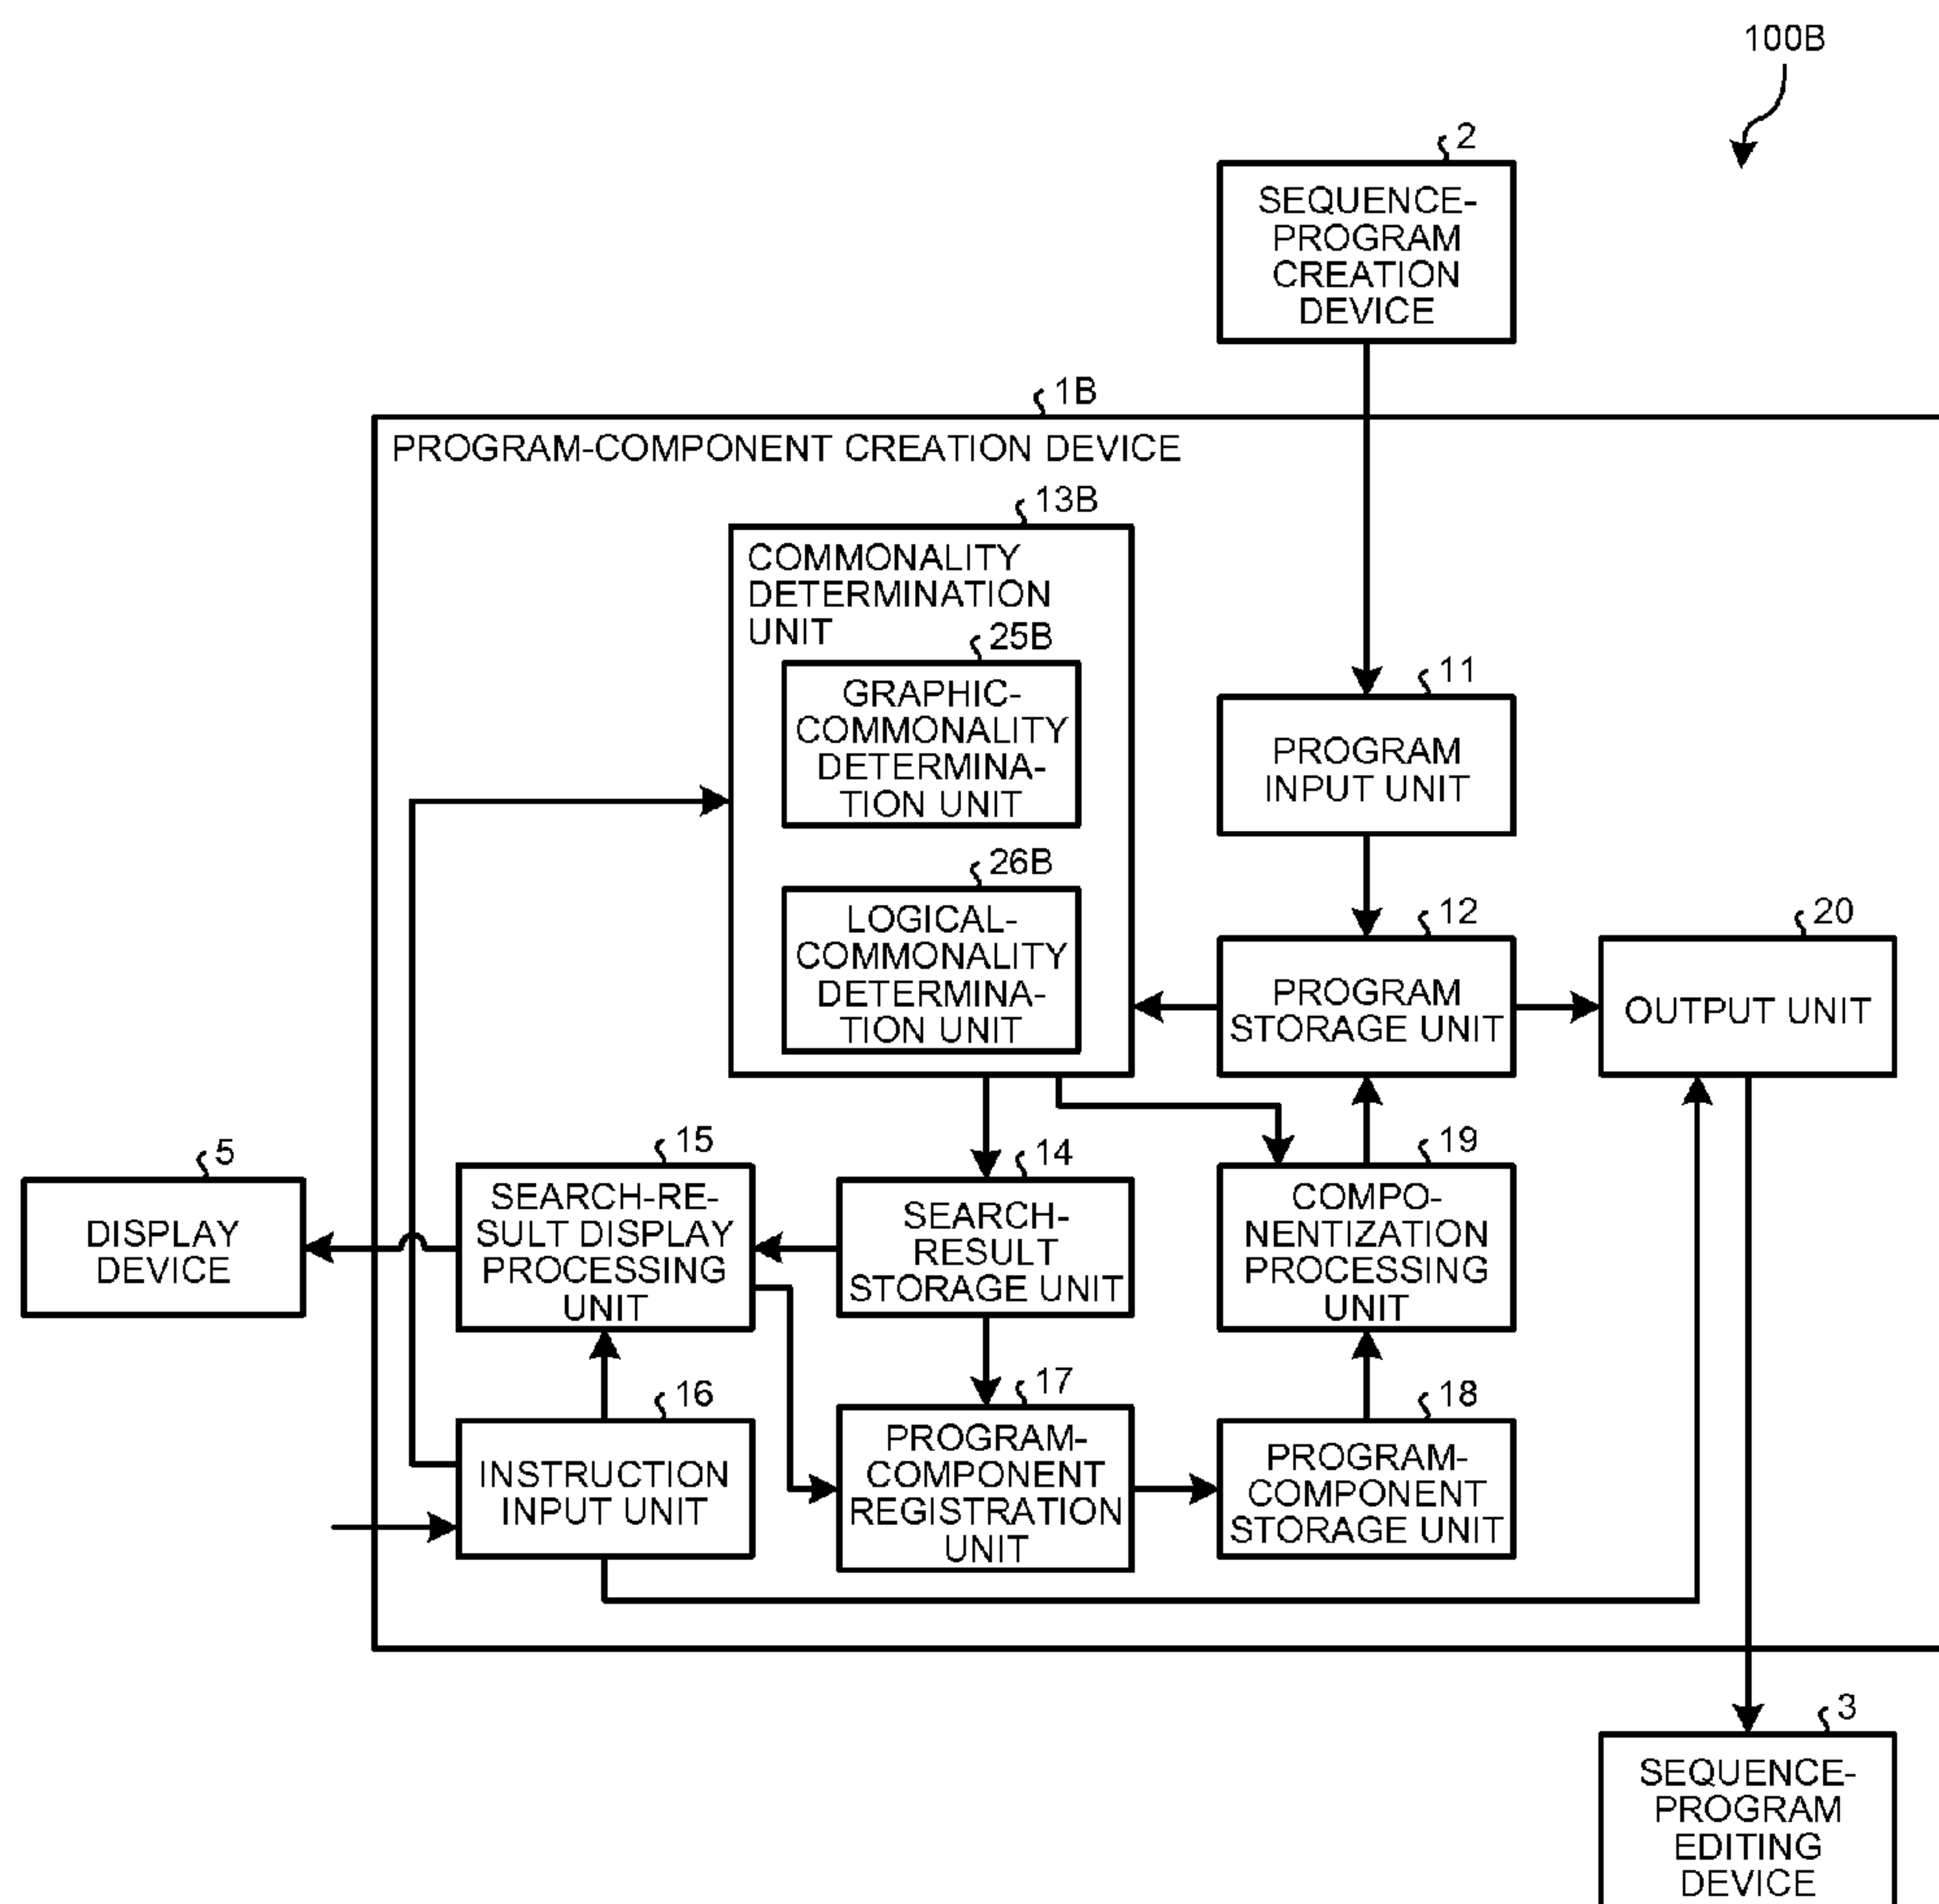 100B
2
SEQUENCE-
PROGRAM
CREATION
DEVICE
1B
PROGRAM-COMPONENT CREATION DEVICE
13B
COMMONALITY
DETERMINATION
UNIT
25B
GRAPHIC-
COMMONALITY
DETERMINA-
TION UNIT
11
PROGRAM
INPUT UNIT
26B
LOGICAL-
COMMONALITY
DETERMINA-
TION UNIT
12
PROGRAM
STORAGE UNIT
20
OUTPUT UNIT
5
DISPLAY
DEVICE
15
SEARCH-RE-
SULT DISPLAY
PROCESSING
UNIT
14
SEARCH-
RESULT
STORAGE UNIT
19
COMPO-
NENTIZATION
PROCESSING
UNIT
16
INSTRUCTION
INPUT UNIT
17
PROGRAM-
COMPONENT
REGISTRATION
UNIT
18
PROGRAM-
COMPONENT
STORAGE UNIT
3
SEQUENCE-
PROGRAM
EDITING
DEVICE